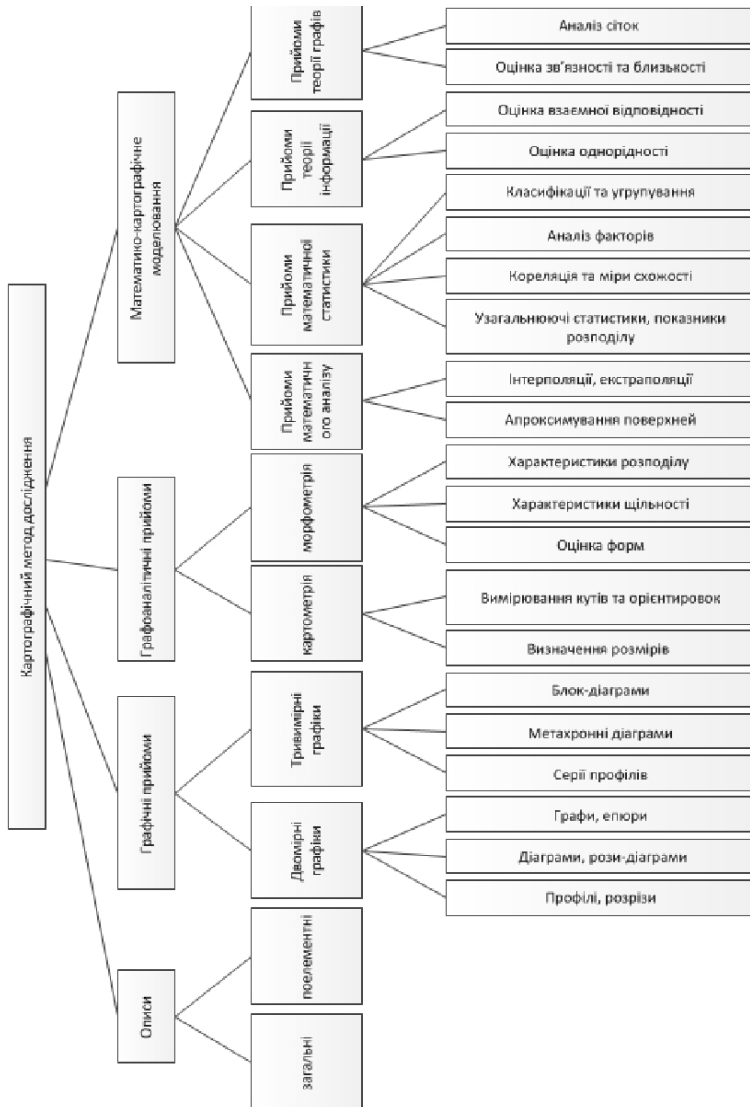 Картографічний метод дослідження
Математико-картографічне
моделювання
Графоаналітичні прийоми
Графічні прийоми
Описи
Прийоми
теорії графів
Прийоми
теорії
інформації
Прийоми
математичної
статистики
Прийоми
математичн
ого аналізу
морфометрія
картометрія
Тривимірні
графіки
Двомірні
графіки
поелементні
загальні
Аналіз сіток
Оцінка зв’язності та близькості
Оцінка взаємної відповідності
Оцінка однорідності
Класифікації та угрупування
Аналіз факторів
Кореляція та міри схожості
Узагальнюючі статистики, показники
розподілу
Інтерполяції, екстраполяції
Апроксимування поверхней
Характеристики розподілу
Характеристики щільності
Оцінка форм
Вимірювання кутів та орієнтировок
Визначення розмірів
Блок-діаграми
Метахронні діаграми
Серії профілів
Графи, епюри
Діаграми, рози-діаграми
Профілі, розрізи